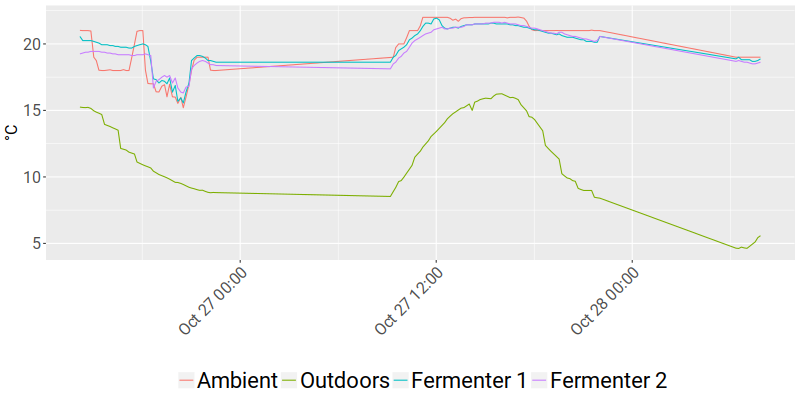 °C
20
15
10
5
Oct 27 00:00
Oct 27 12:00
Oct 28 00:00
Ambient Outdoors Fermenter 1 Fermenter 2